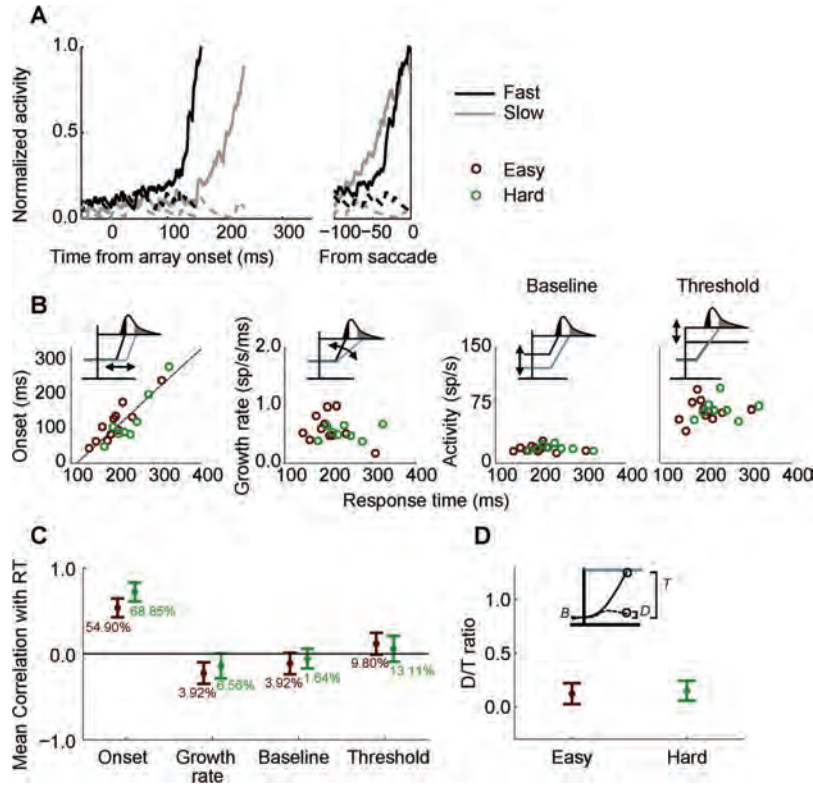 A
Normalized activity
1.0
0.5
0.0
0 100 200 300
Time from array onset (ms)
−100 −50 0
From saccade
Fast
Slow
Easy
Hard
B
Onset (ms)
300
200
100
0
100 200 300 400
Growth rate (sp/s/ms)
2.0
1.0
0.0
100 200 300 400
Baseline
Activity (sp/s)
150
75
0
100 200 300 400
Threshold
100 200 300 400
Response time (ms)
C
Mean Correlation with RT
1.0
0.0
−1.0
54.90%
68.85%
3.92%
6.56%
3.92%
1.64%
9.80%
13.11%
Onset
Growth rate
Baseline
Threshold
D
D/T ratio
1.0
0.5
0.0
B
D
T
Easy
Hard